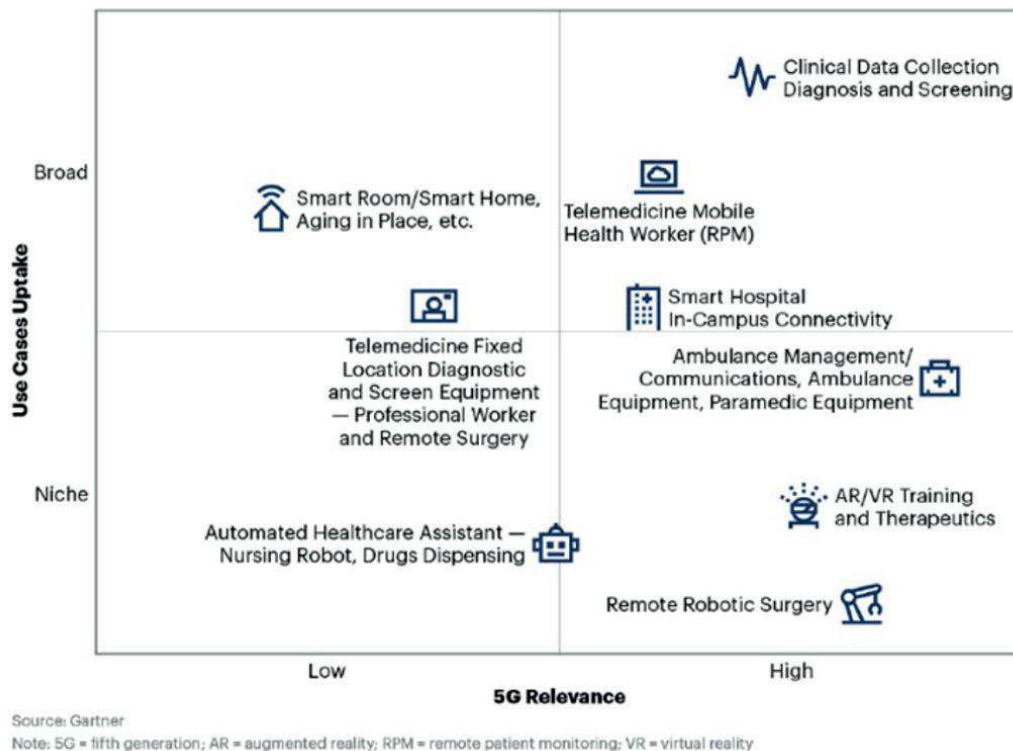 Clinical Data Collection
Diagnosis and Screening
Broad
Smart Room/Smart Home,
Aging in Place, etc.
Telemedicine Mobile
Health Worker (RPM)
Smart Hospital
In-Campus Connectivity
Use Cases Uptake
Telemedicine Fixed
Location Diagnostic
and Screen Equipment
— Professional Worker
and Remote Surgery
Ambulance Management/
Communications, Ambulance
Equipment, Paramedic Equipment
Niche
AR/VR Training
and Therapeutics
Automated Healthcare Assistant —
Nursing Robot, Drugs Dispensing
Remote Robotic Surgery
Low
High
5G Relevance
Source: Gartner
Note: 5G = fifth generation; AR = augmented reality; RPM = remote patient monitoring; VR = virtual reality